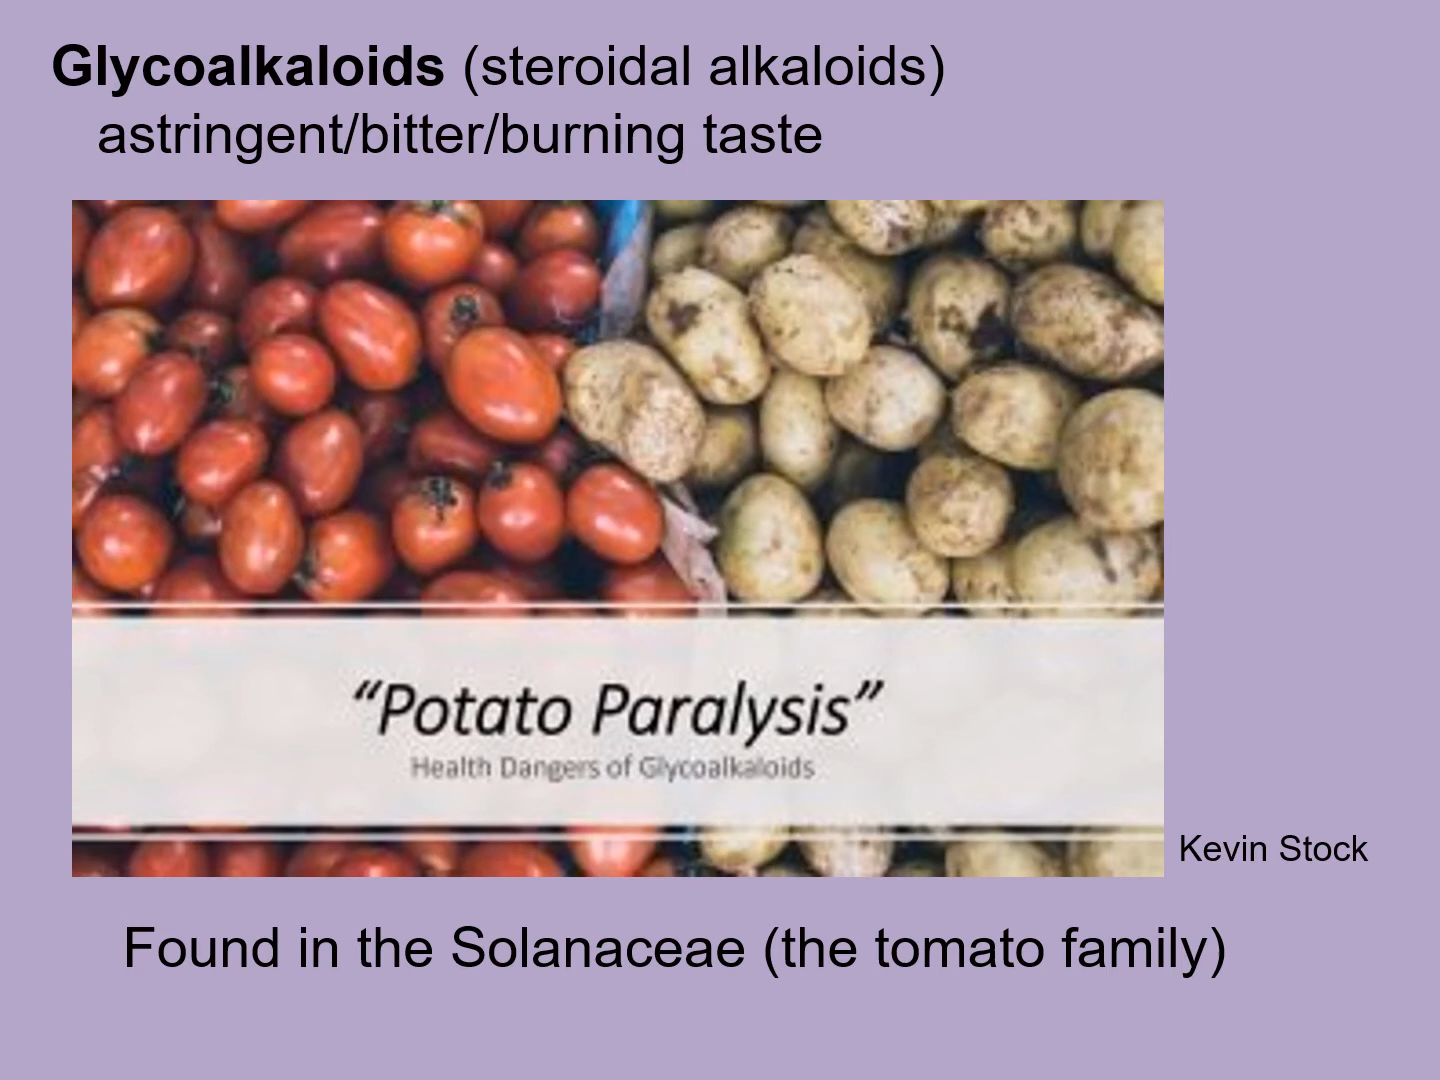 Glycoalkaloids (steroidal alkaloids)
astringent/bitter/burning taste
“Potato Paralysis”
Health Dangers of Glycoalkaloids
Kevin Stock
Found in the Solanaceae (the tomato family)